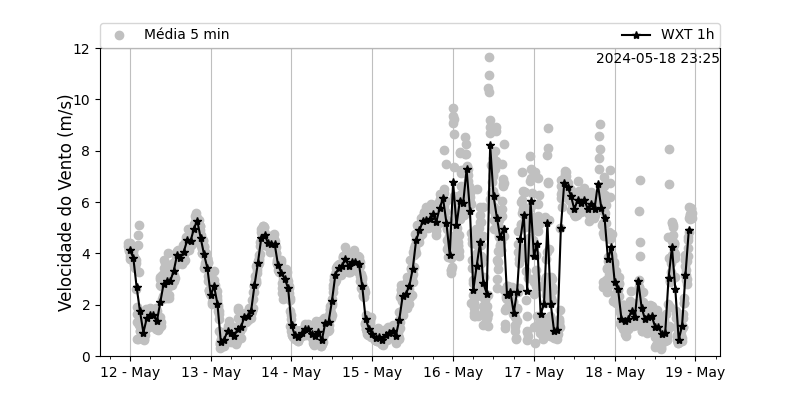 Média 5 min
WXT 1h
2024-05-18 23:25
Velocidade do Vento (m/s)
12
10
8
6
4
2
0
12 - May
13 - May
14 - May
15 - May
16 - May
17 - May
18 - May
19 - May